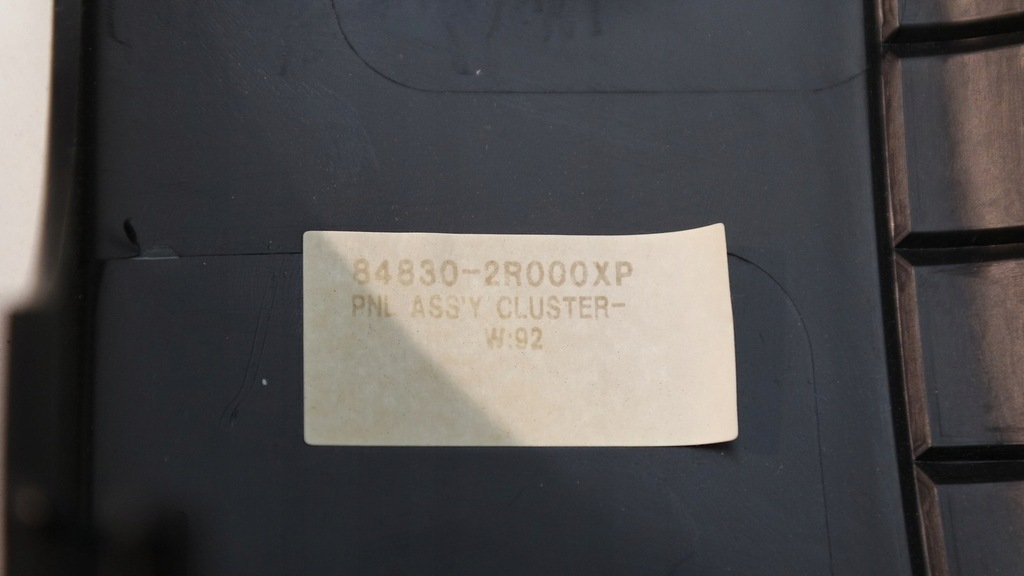 84830-2R000XP
PNL ASS'Y CLUSTER-
W:92